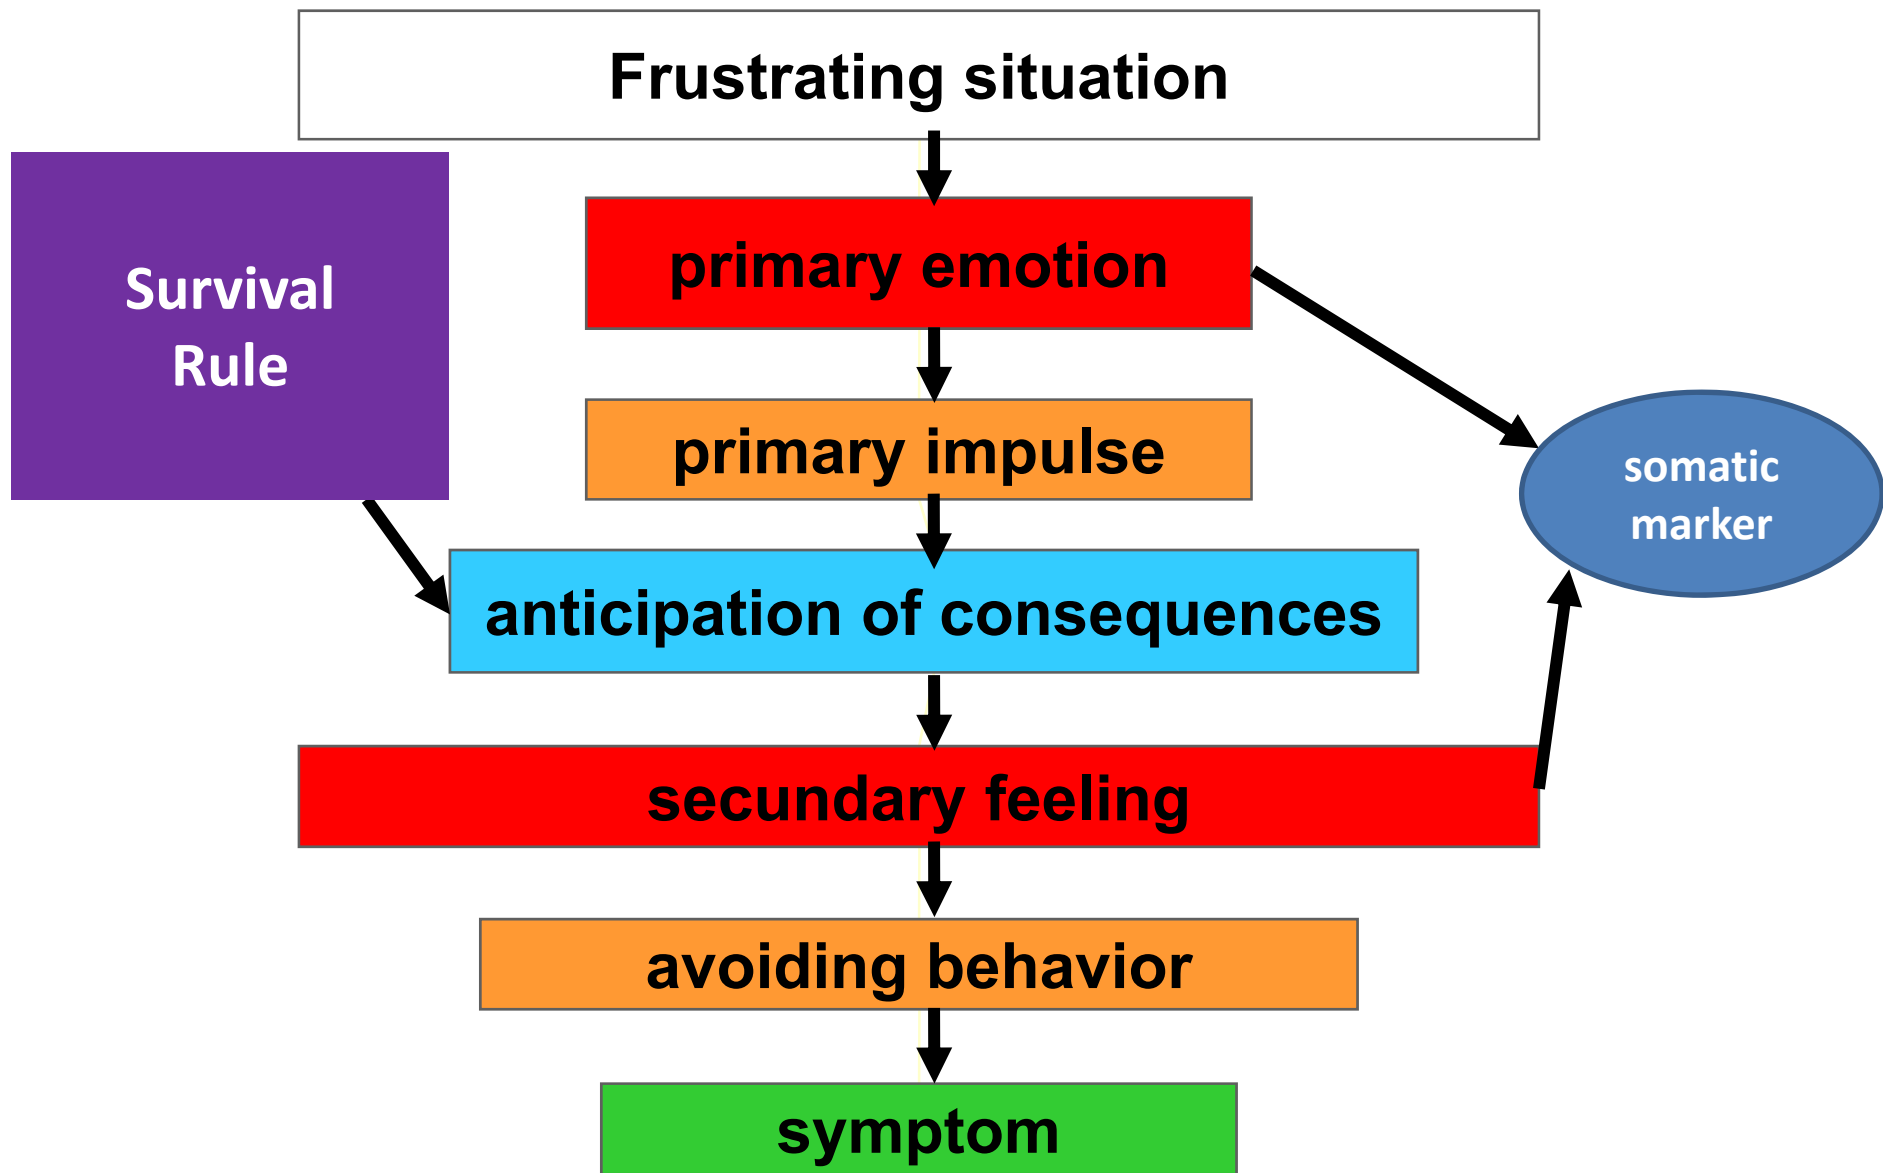 Frustrating situation
Survival
Rule
primary emotion
primary impulse
somatic
marker
anticipation of consequences
secundary feeling
avoiding behavior
symptom